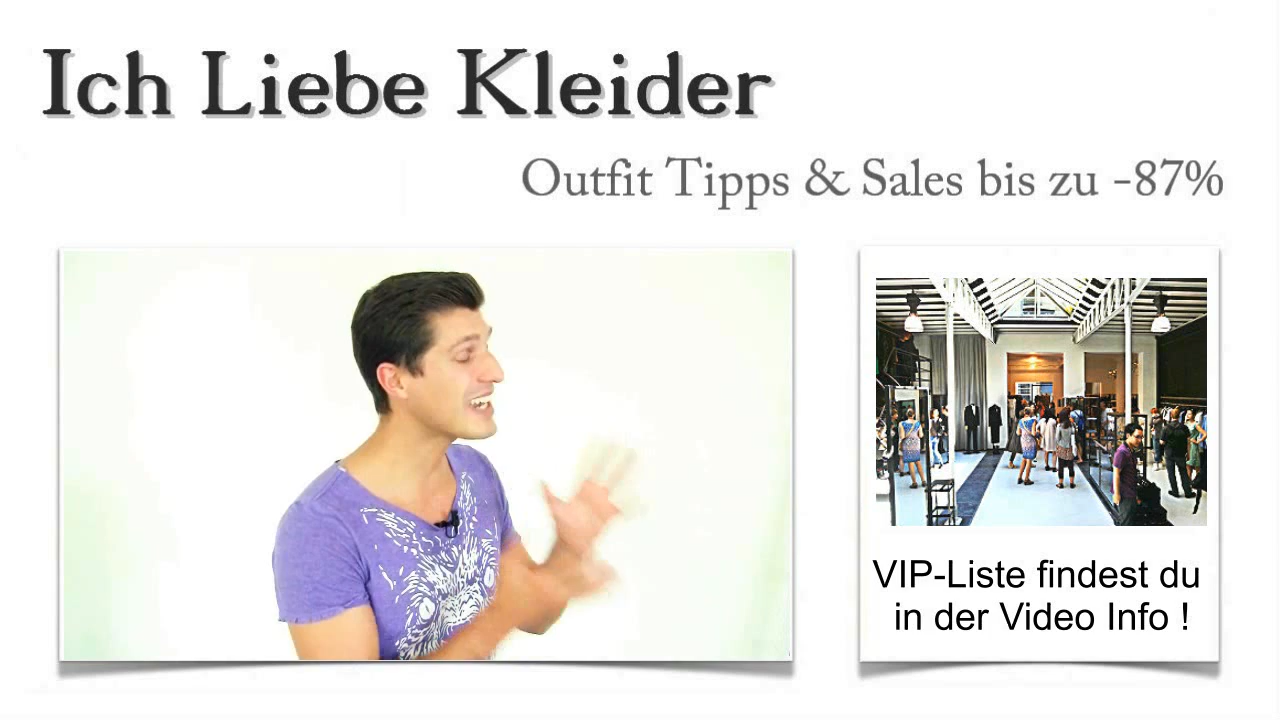 Ich Liebe Kleider
Outfit Tipps & Sales bis zu -87%
VIP-Liste findest du
in der Video Info !